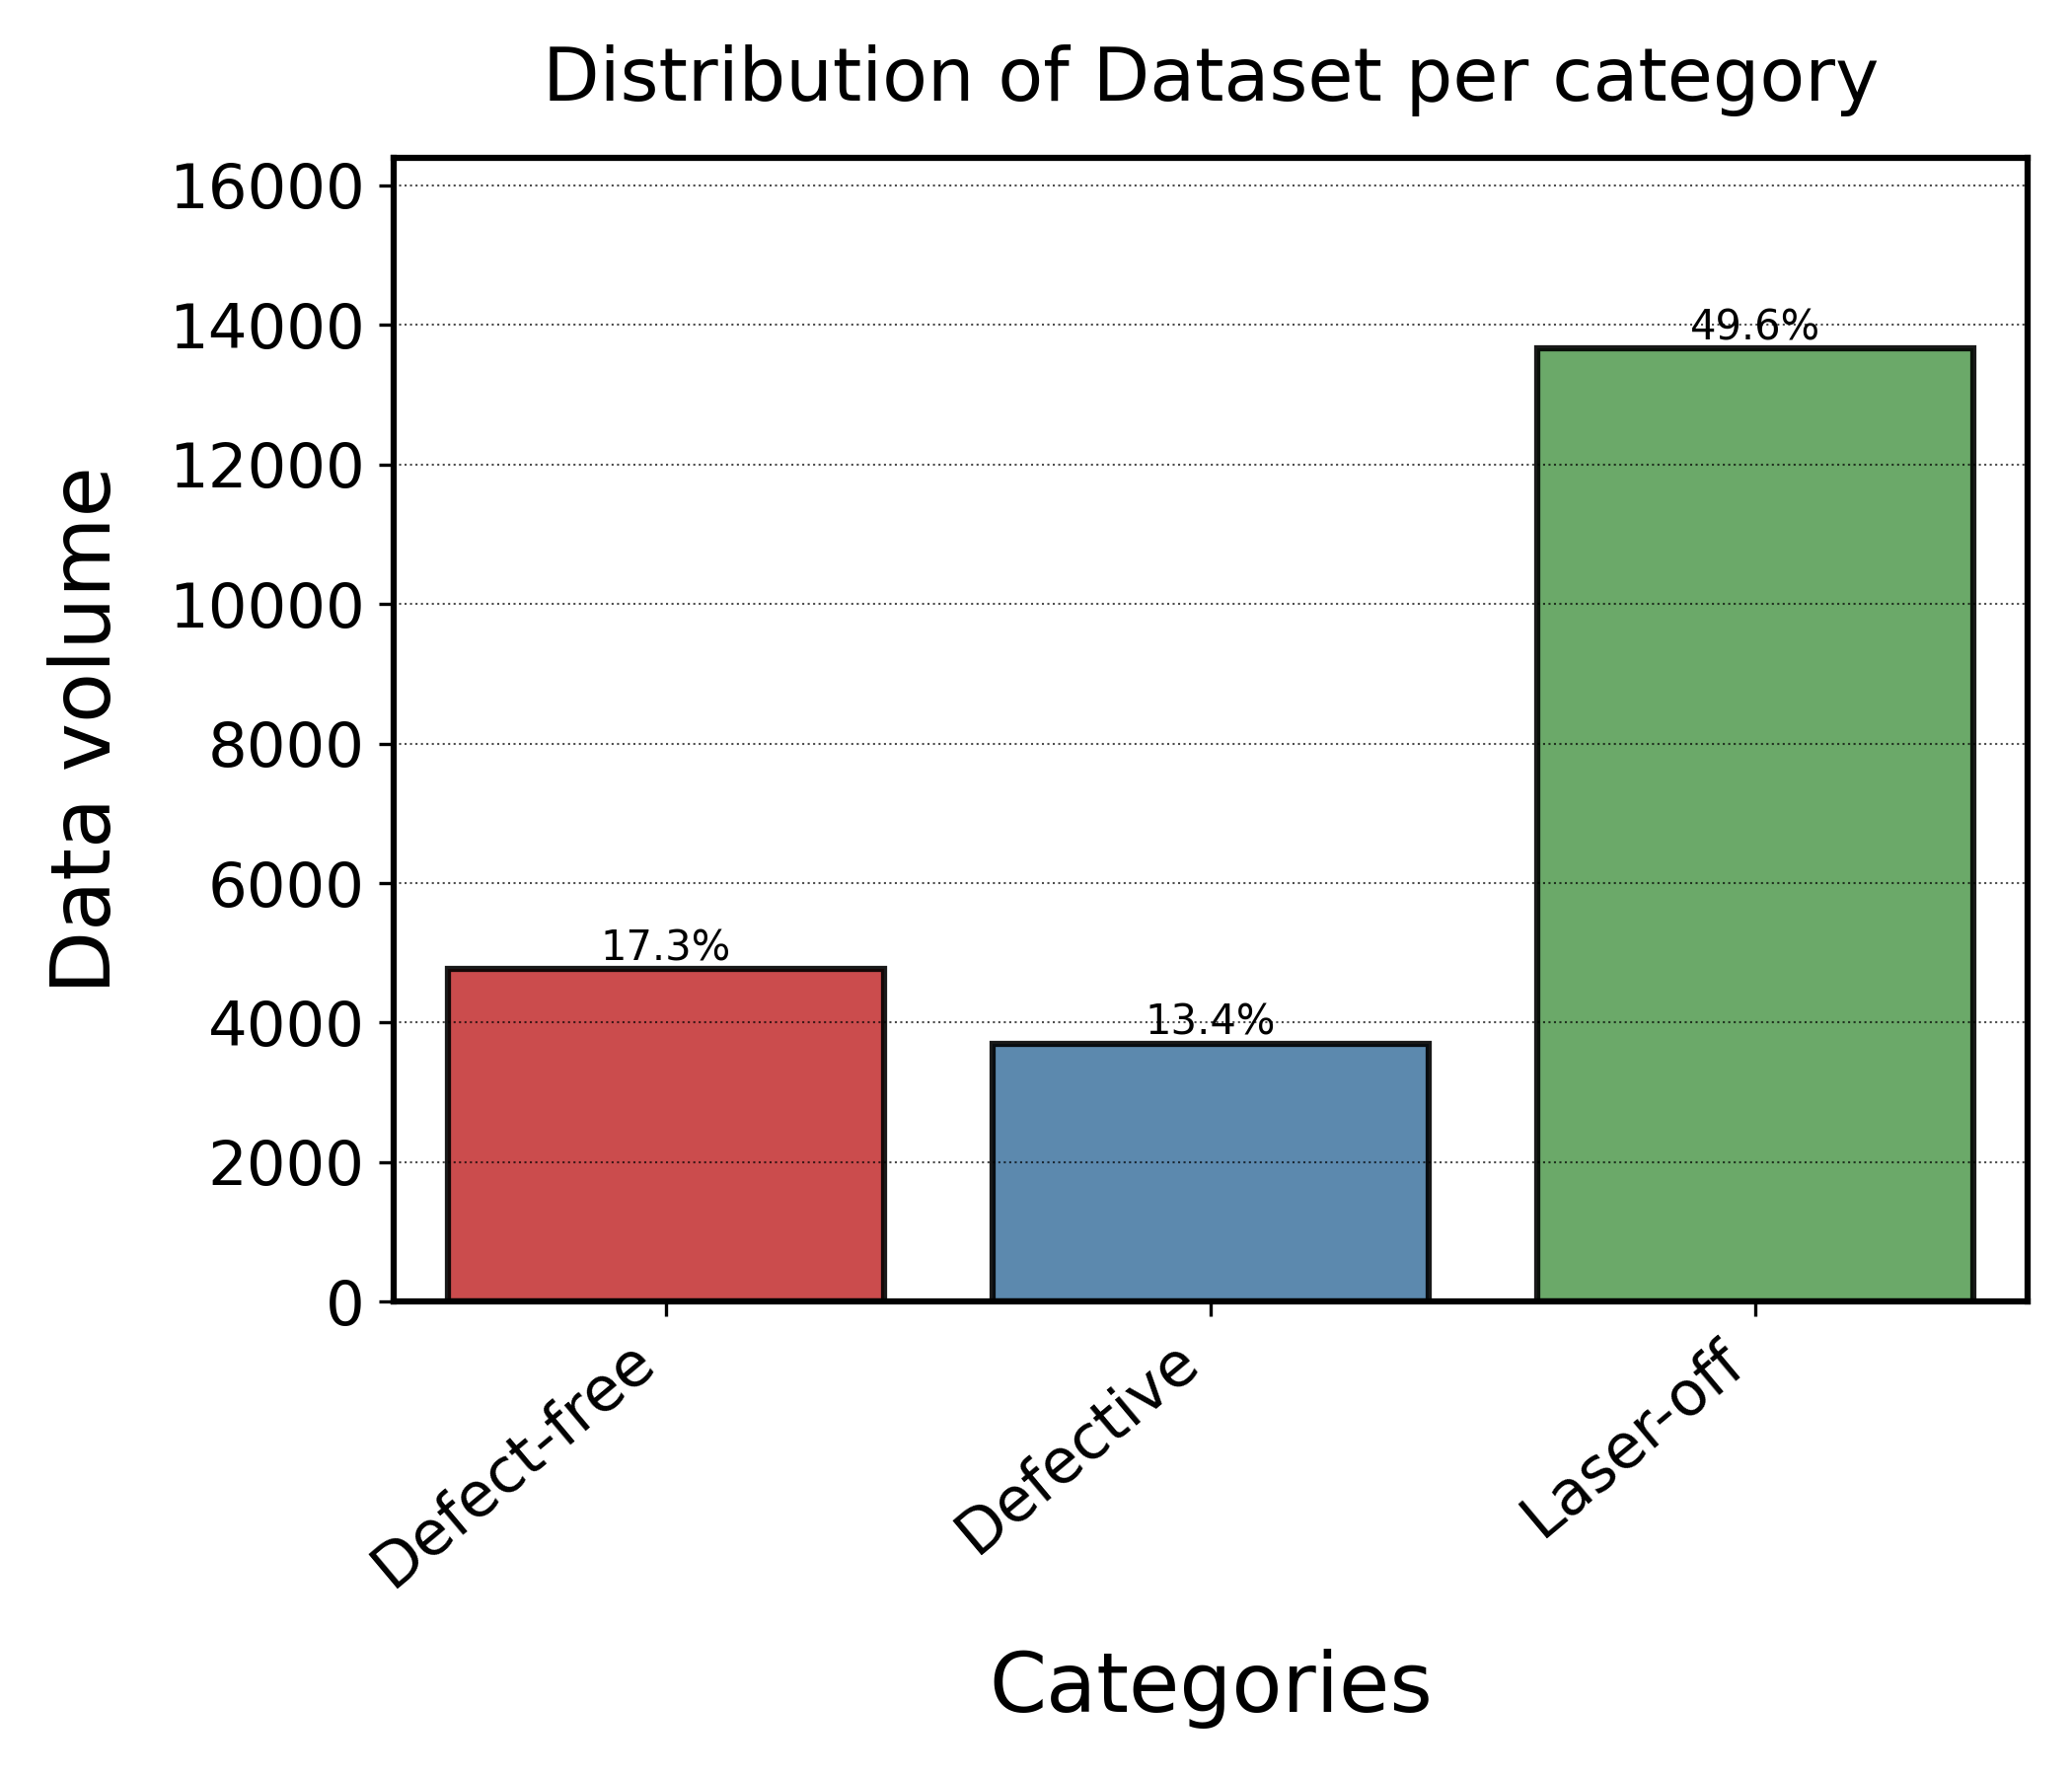 Distribution of Dataset per category
Data volume
16000
14000
12000
10000
8000
6000
4000
2000
0
17.3%
13.4%
49.6%
Defect-free
Defective
Laser-off
Categories